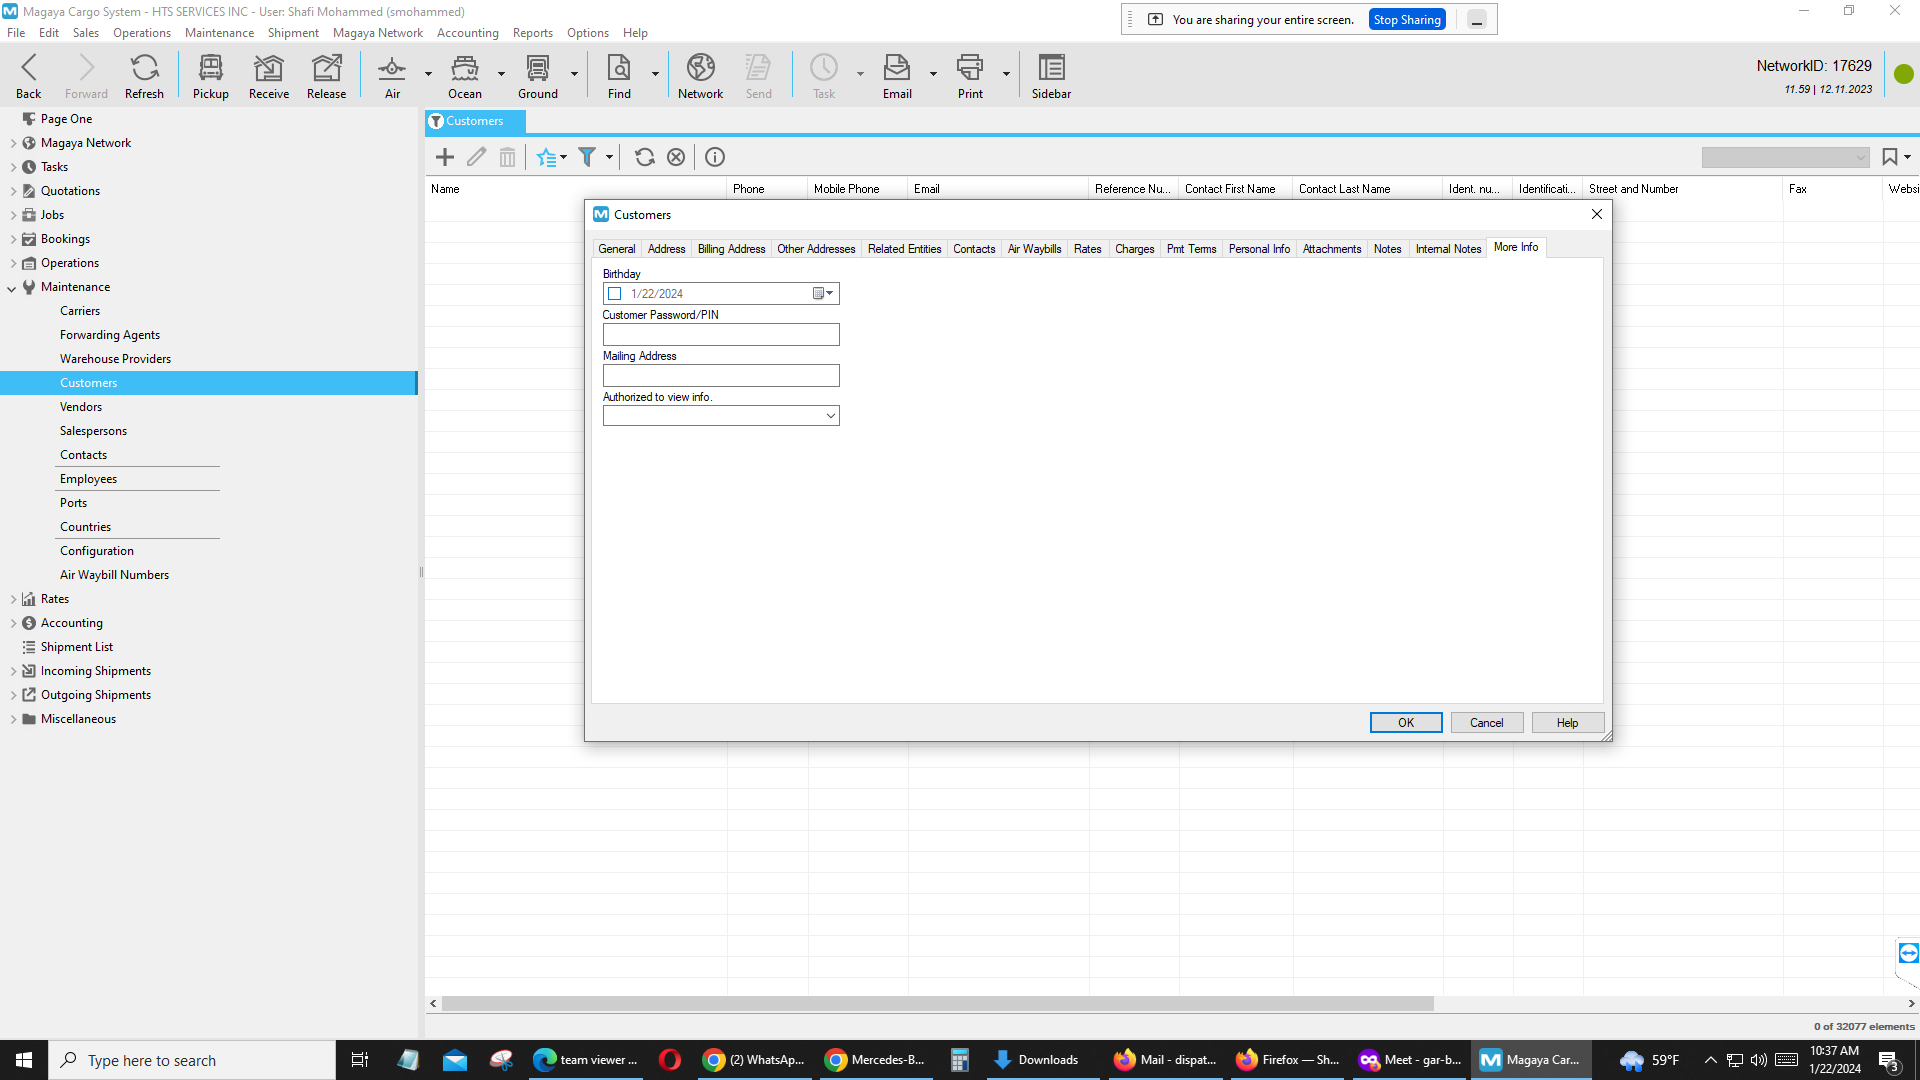 Magaya Cargo System - HTS SERVICES INC - User: Shafi Mohammed (smohammed)
You are sharing your entire screen.
Stop Sharing
File Edit Sales Operations Maintenance Shipment Magaya Network Accounting Reports Options Help
Back Forward Refresh Pickup Receive Release Air Ocean Ground Find Network Send Task Email Print Sidebar
NetworkID: 17629
11.59 | 12.11.2023
Page One
Magaya Network
Tasks
Quotations
Jobs
Bookings
Operations
Maintenance
Carriers
Forwarding Agents
Warehouse Providers
Customers
Vendors
Salespersons
Contacts
Employees
Ports
Countries
Configuration
Air Waybill Numbers
Rates
Accounting
Shipment List
Incoming Shipments
Outgoing Shipments
Miscellaneous
Customers
Name Phone Mobile Phone Email Reference Nu... Contact First Name Contact Last Name Ident. nu... Identificati... Street and Number Fax Websi
Customers
General Address Billing Address Other Addresses Related Entities Contacts Air Waybills Rates Charges Pmt Terms Personal Info Attachments Notes Internal Notes More Info
Birthday
1/22/2024
Customer Password/PIN
Mailing Address
Authorized to view info.
OK Cancel Help
0 of 32077 elements
Type here to search
team viewer ...
(2) WhatsAp...
Mercedes-B...
Downloads
Mail - dispat...
Firefox — Sh...
Meet - gar-b...
Magaya Car...
59°F
10:37 AM
1/22/2024
3